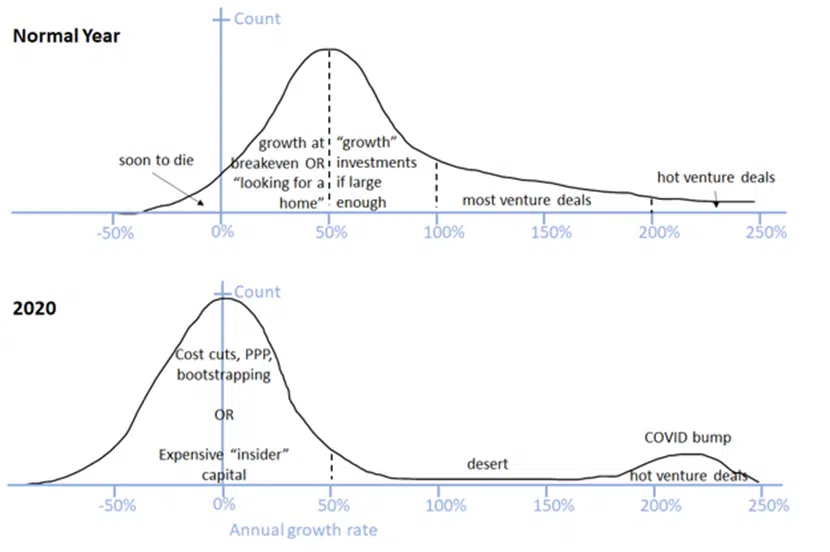 Count
Normal Year
growth at
breakeven OR
"looking for a
home"
"growth"
investments
if large
enough
soon to die
most venture deals
hot venture deals
-50%
0%
50%
100%
150%
200%
250%
Count
2020
Cost cuts, PPP,
bootstrapping
OR
Expensive "insider"
capital
desert
COVID bump
hot venture deals
-50%
0%
50%
100%
150%
200%
250%
Annual growth rate